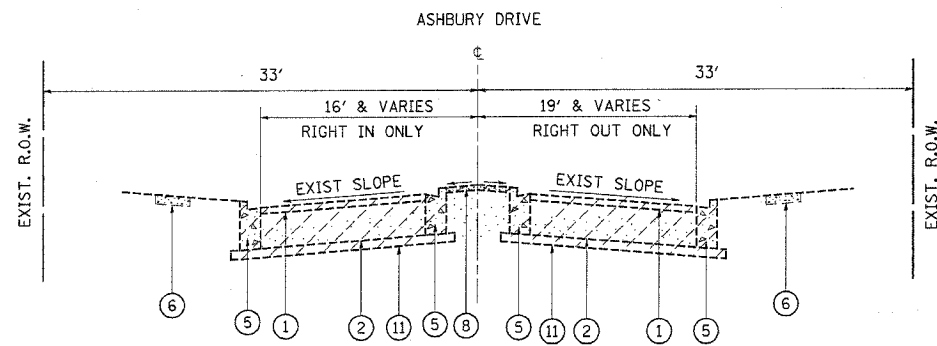 ASHBURY DRIVE
℄
33'
33'
16' & VARIES
19' & VARIES
RIGHT IN ONLY
RIGHT OUT ONLY
EXIST. R.O.W.
EXIST. R.O.W.
EXIST SLOPE
EXIST SLOPE
6
5
1
2
11
5
8
5
11
2
1
5
6